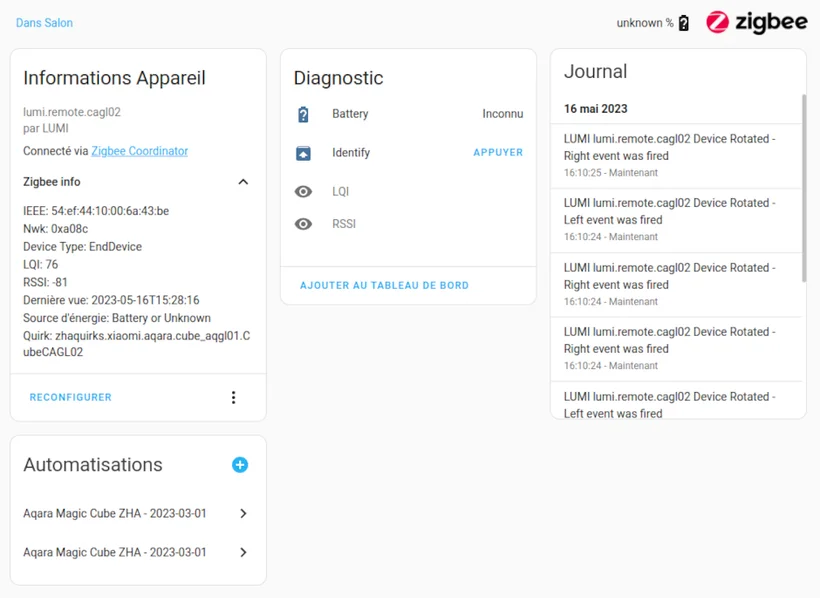 Dans Salon
unknown %
zigbee
Informations Appareil
lumi.remote.cagl02
par LUMI
Connecté via Zigbee Coordinator
Zigbee info
IEEE: 54:ef:44:10:00:6a:43:be
Nwk: 0xa08c
Device Type: EndDevice
LQI: 76
RSSI: -81
Dernière vue: 2023-05-16T15:28:16
Source d'énergie: Battery or Unknown
Quirk: zhaquirks.xiaomi.aqara.cube_aqgl01.C
ubeCAGL02
RECONFIGURER
Automatisations
Aqara Magic Cube ZHA - 2023-03-01
Aqara Magic Cube ZHA - 2023-03-01
Diagnostic
Battery
Inconnu
Identify
APPUYER
LQI
RSSI
AJOUTER AU TABLEAU DE BORD
Journal
16 mai 2023
LUMI lumi.remote.cagl02 Device Rotated -
Right event was fired
16:10:25 - Maintenant
LUMI lumi.remote.cagl02 Device Rotated -
Left event was fired
16:10:24 - Maintenant
LUMI lumi.remote.cagl02 Device Rotated -
Right event was fired
16:10:24 - Maintenant
LUMI lumi.remote.cagl02 Device Rotated -
Right event was fired
16:10:24 - Maintenant
LUMI lumi.remote.cagl02 Device Rotated -
Left event was fired